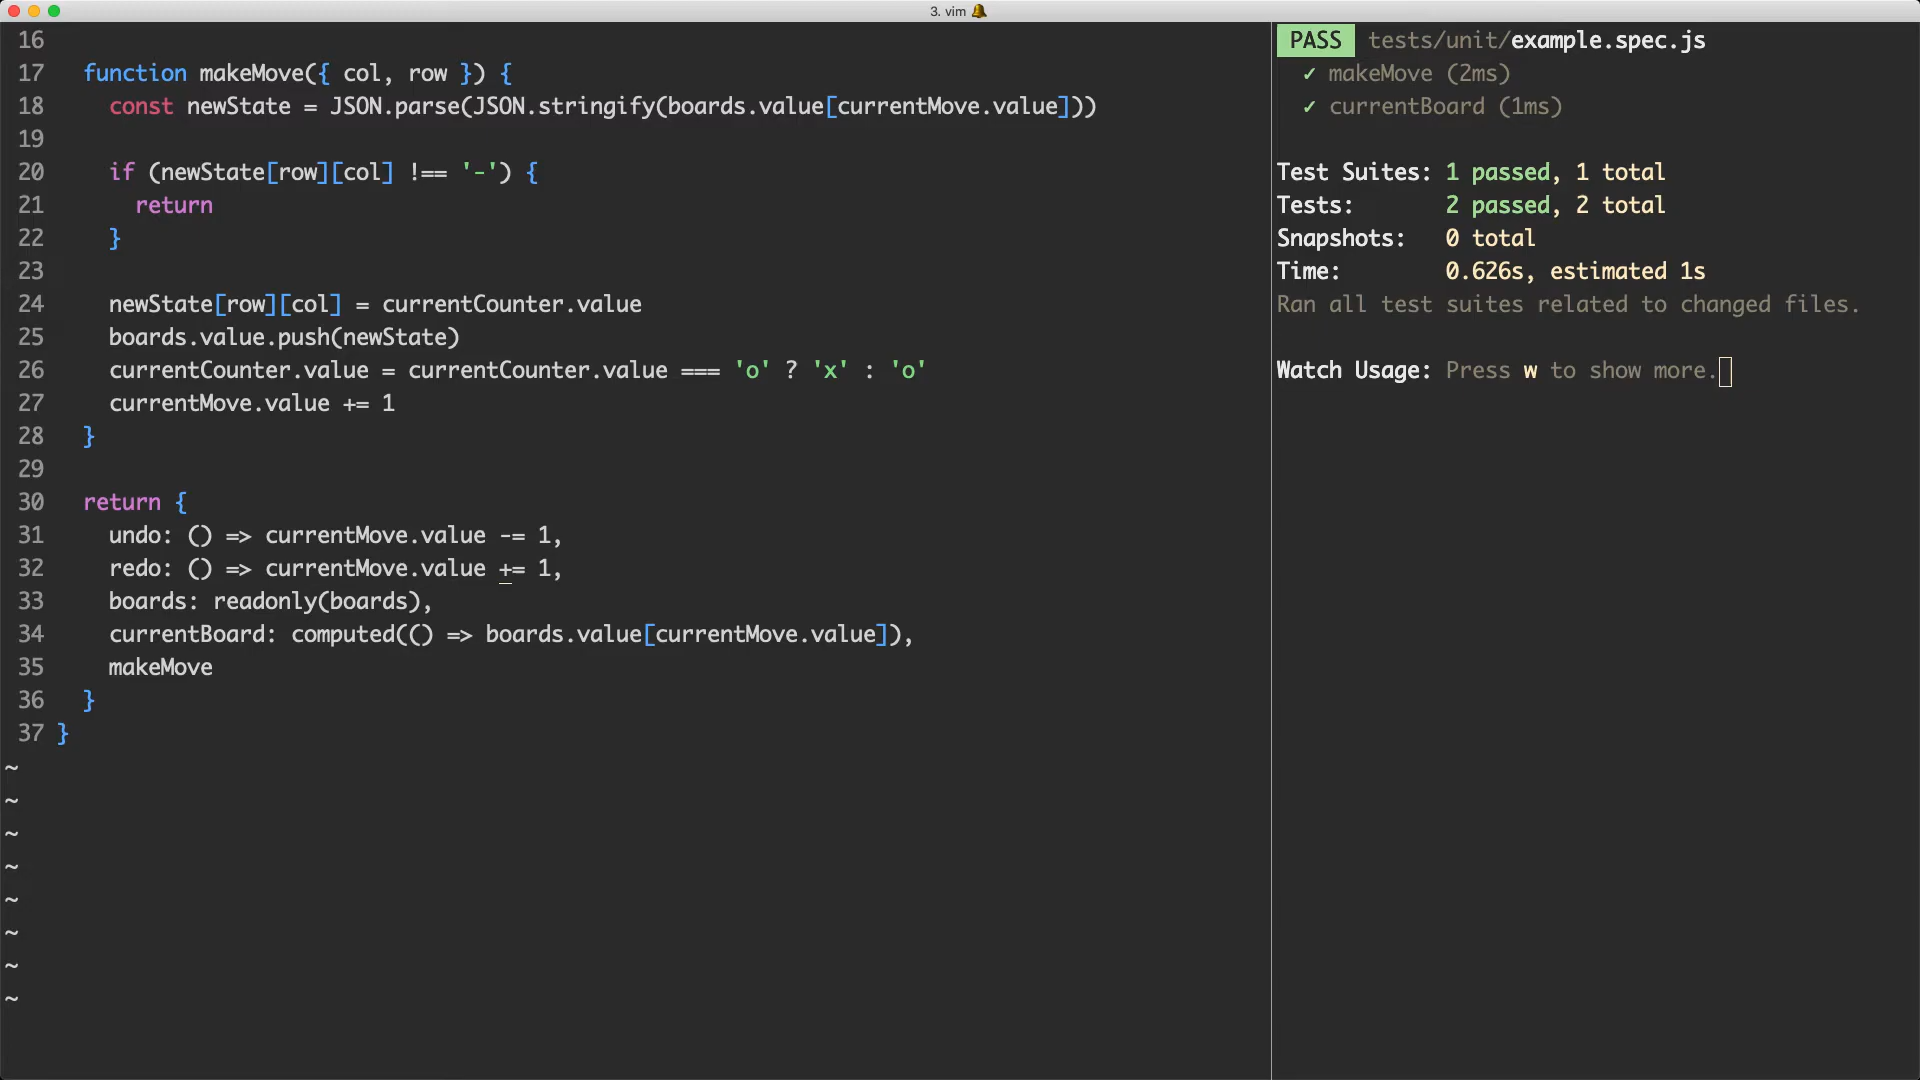 3. vim 🔔
16
17   function makeMove({ col, row }) {
18     const newState = JSON.parse(JSON.stringify(boards.value[currentMove.value]))
19
20     if (newState[row][col] !== '-') {
21       return
22     }
23
24     newState[row][col] = currentCounter.value
25     boards.value.push(newState)
26     currentCounter.value = currentCounter.value === 'o' ? 'x' : 'o'
27     currentMove.value += 1
28   }
29
30   return {
31     undo: () => currentMove.value -= 1,
32     redo: () => currentMove.value += 1,
33     boards: readonly(boards),
34     currentBoard: computed(() => boards.value[currentMove.value]),
35     makeMove
36   }
37 }
~
~
~
~
~
~
~
~
PASS tests/unit/example.spec.js
✓ makeMove (2ms)
✓ currentBoard (1ms)
Test Suites: 1 passed, 1 total
Tests:       2 passed, 2 total
Snapshots:   0 total
Time:        0.626s, estimated 1s
Ran all test suites related to changed files.
Watch Usage: Press w to show more.